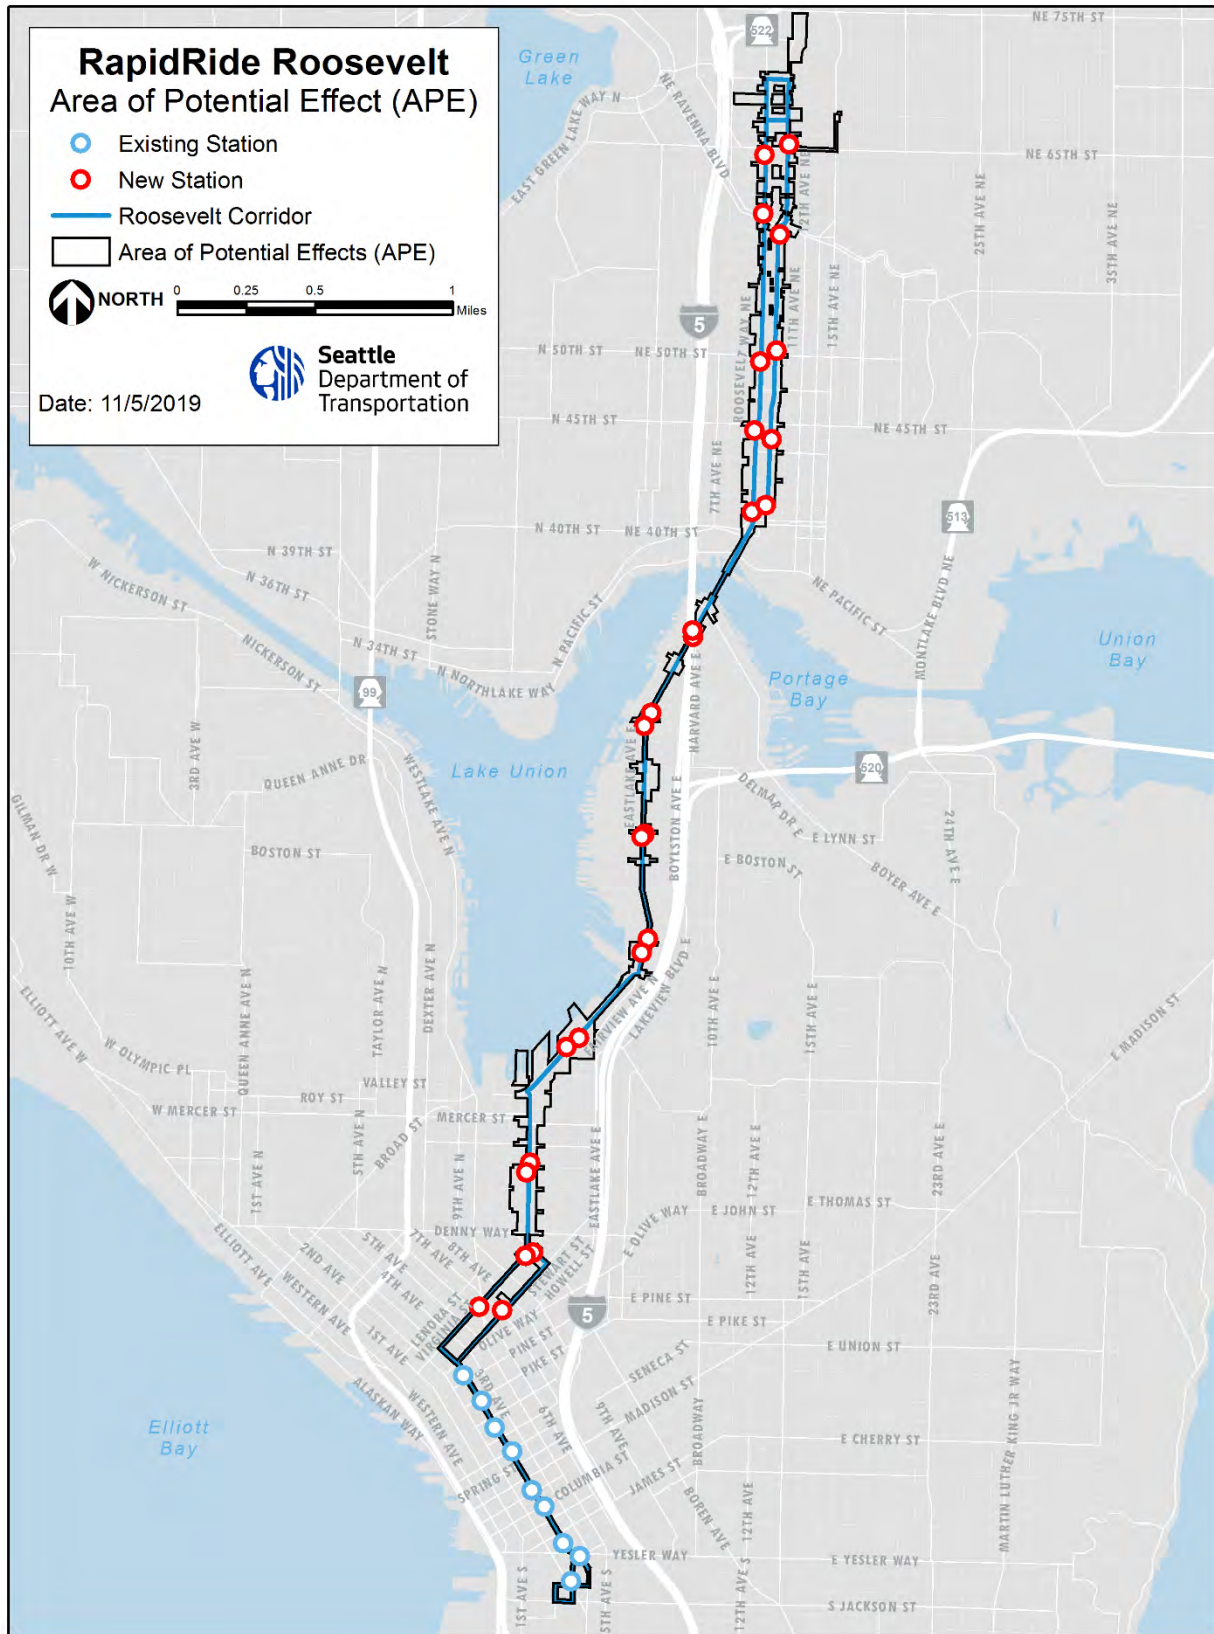 RapidRide Roosevelt
Area of Potential Effect (APE)
Existing Station
New Station
Roosevelt Corridor
Area of Potential Effects (APE)
NORTH
0 0.25 0.5 1
Miles
Seattle
Department of
Transportation
Date: 11/5/2019
Green
Lake
522
NE 75TH ST
NE RAVENNA BLVD
EAST GREEN LAKE WAY N
NE 65TH ST
12TH AVE NE
25TH AVE NE
35TH AVE NE
5
ROOSEVELT WAY NE
11TH AVE NE
15TH AVE NE
N 50TH ST
NE 50TH ST
N 45TH ST
NE 45TH ST
7TH AVE NE
513
N 40TH ST
NE 40TH ST
N 39TH ST
W NICKERSON ST
N 36TH ST
STONE WAY N
N PACIFIC ST
NE PACIFIC ST
MONTLAKE BLVD NE
Union
Bay
NICKERSON ST
N 34TH ST
N NORTHLAKE WAY
HARVARD AVE E
Portage
Bay
99
3RD AVE W
QUEEN ANNE DR
WESTLAKE AVE N
Lake Union
EASTLAKE AVE E
BOYLSTON AVE E
520
DELMAR DR E
E LYNN ST
24TH AVE E
GILMAN DR W
BOSTON ST
E BOSTON ST
BOYER AVE E
10TH AVE W
QUEEN ANNE AVE N
TAYLOR AVE N
DEXTER AVE N
FAIRVIEW AVE N
LAKEVIEW BLVD E
10TH AVE E
15TH AVE E
E MADISON ST
ELLIOTT AVE W
W OLYMPIC PL
VALLEY ST
ROY ST
W MERCER ST
MERCER ST
BROAD ST
5TH AVE N
1ST AVE N
9TH AVE N
EASTLAKE AVE E
BROADWAY E
12TH AVE E
23RD AVE E
E THOMAS ST
E JOHN ST
E OLIVE WAY
DENNY WAY
ELLIOTT AVE
2ND AVE
5TH AVE
7TH AVE
8TH AVE
4TH AVE
WESTERN AVE
1ST AVE
STEWART ST
HOWELL ST
LENORA ST
VIRGINIA ST
OLIVE WAY
PINE ST
PIKE ST
5
E PINE ST
E PIKE ST
12TH AVE
15TH AVE
23RD AVE
E UNION ST
SENECA ST
MADISON ST
3RD AVE
6TH AVE
9TH AVE
BROADWAY
MARTIN LUTHER KING JR WAY
ALASKAN WAY
WESTERN AVE
Elliott
Bay
E CHERRY ST
SPRING ST
COLUMBIA ST
JAMES ST
BOREN AVE
12TH AVE
YESLER WAY
E YESLER WAY
1ST AVE S
5TH AVE S
12TH AVE S
S JACKSON ST